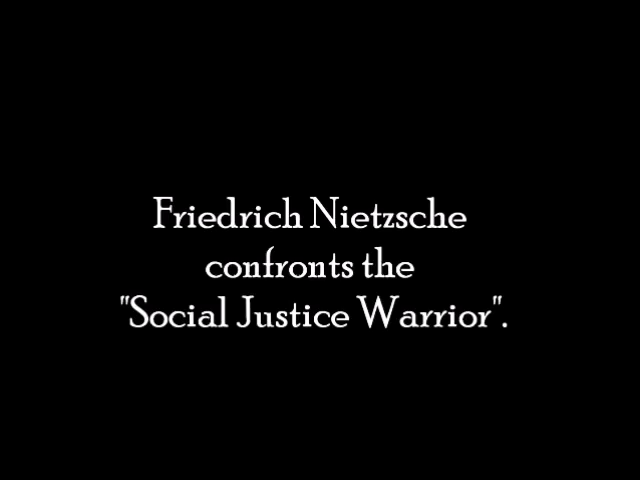 Friedrich Nietzsche
confronts the
"Social Justice Warrior".